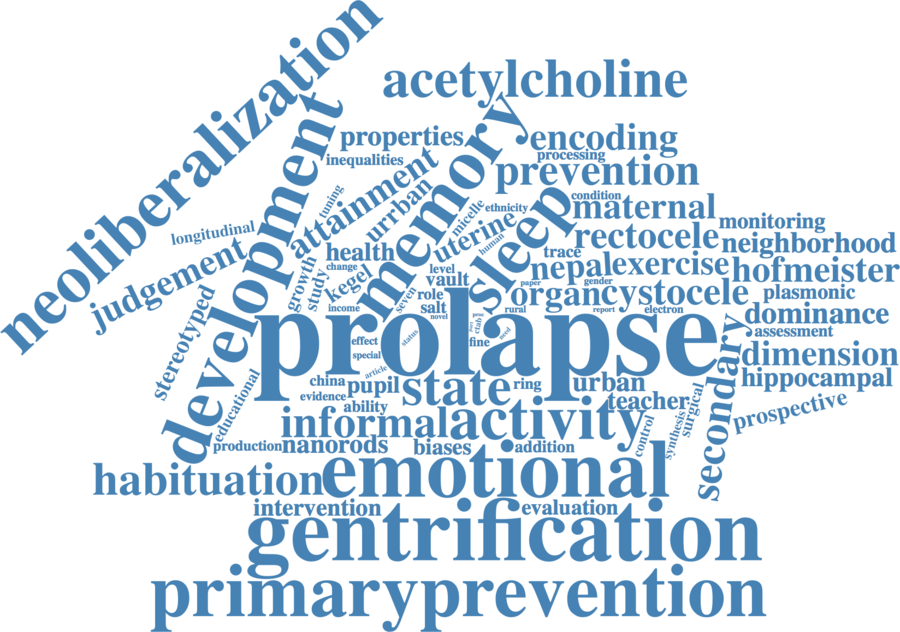 neoliberalization
acetylcholine
development
memory
properties
encoding
inequalities
processing
prevention
attainment
tuning
urrban
condition
maternal
micelle
ethnicity
longitudinal
judgement
uterine
human
sleep
rectocele
monitoring
neighborhood
health
trace
change
growth
study
kegel
level
vault
nepal
exercise
hofmeister
seven
role
paper
gender
organ
cystocele
plasmonic
income
salt
novel
rural
report
electron
dominance
stereotyped
prolapse
status
ctab
need
fine
assessment
effect
special
article
dimension
china
pupil
state
ring
urban
hippocampal
evidence
ability
teacher
educational
secondary
surgical
synthesis
control
prospective
informal
activity
production
nanorods
biases
addition
habituation
emotional
intervention
evaluation
gentrification
primaryprevention